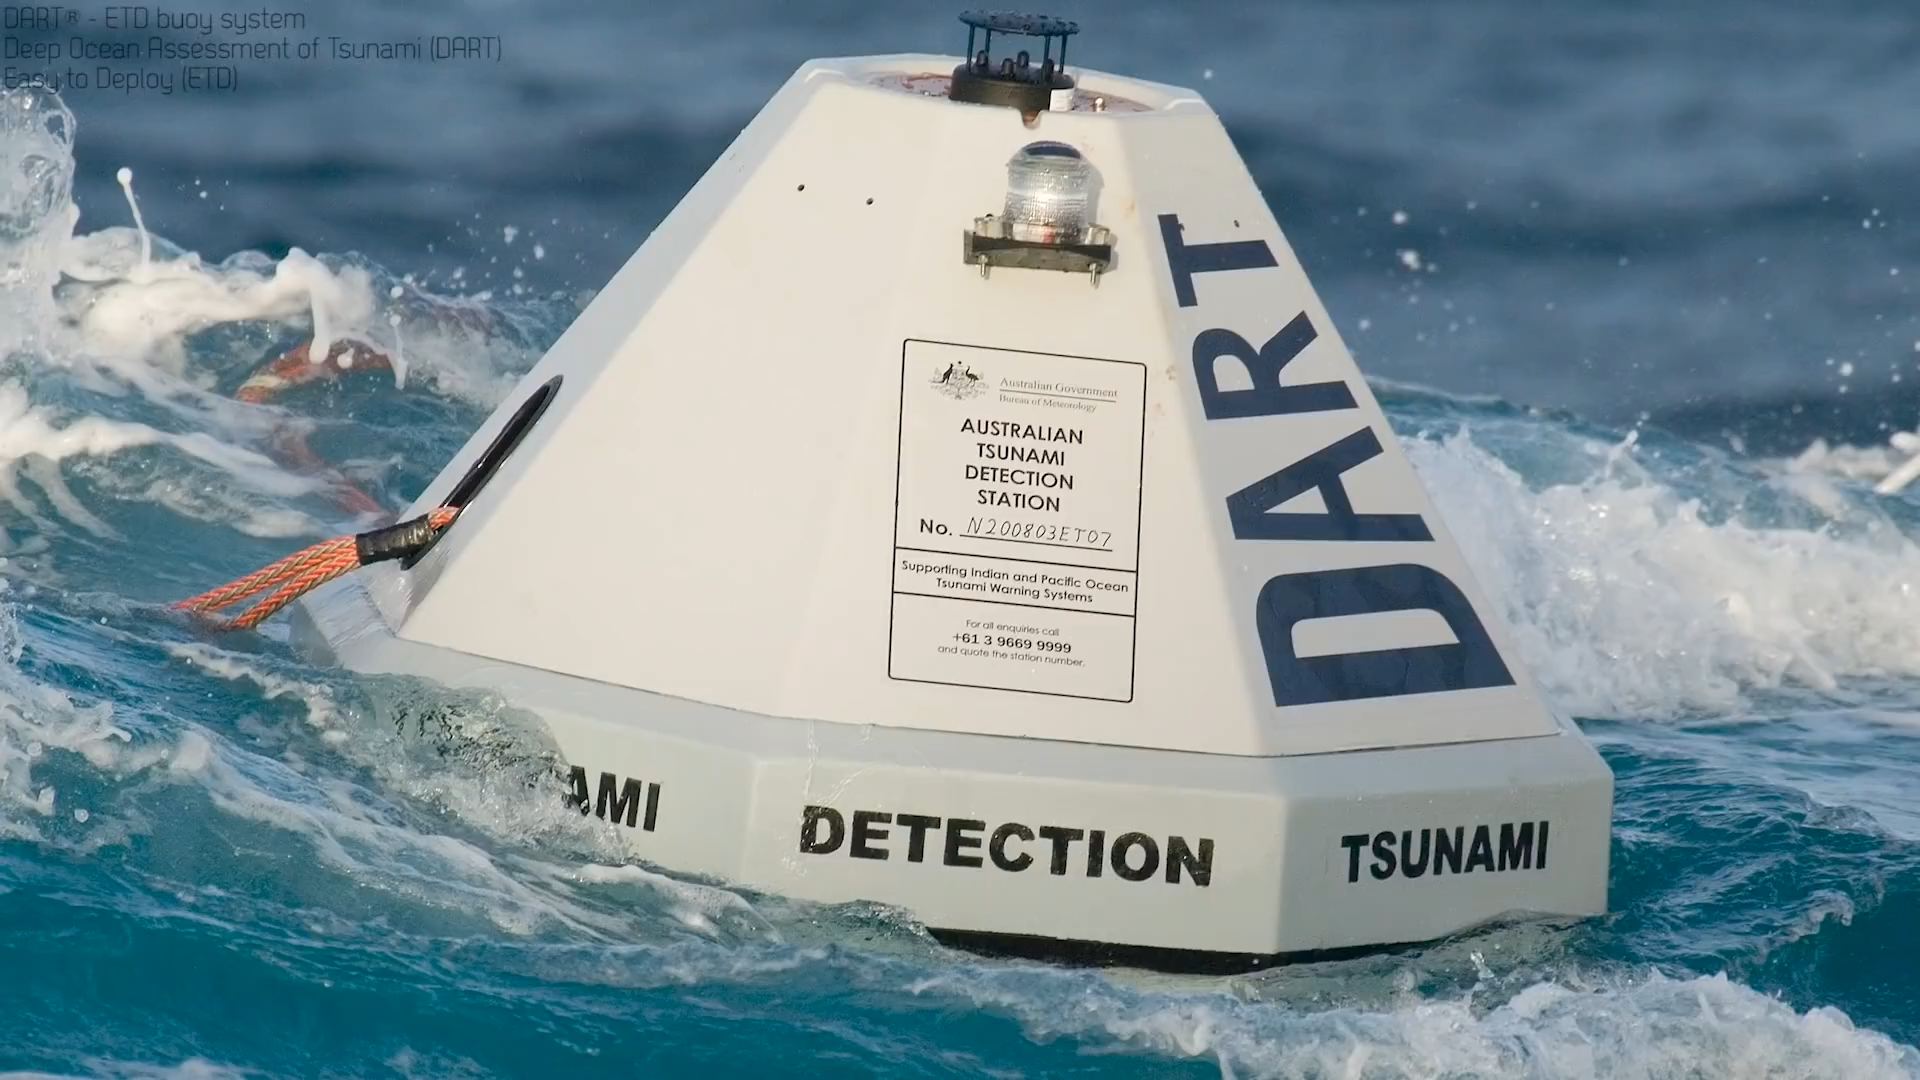 DART® - ETD buoy system
Deep Ocean Assessment of Tsunami (DART)
Easy to Deploy (ETD)
Australian Government
Bureau of Meteorology
AUSTRALIAN
TSUNAMI
DETECTION
STATION
No. N200803ET07
Supporting Indian and Pacific Ocean
Tsunami Warning Systems
For all enquiries call
+61 3 9669 9999
and quote the station number.
DART
AMI
DETECTION
TSUNAMI